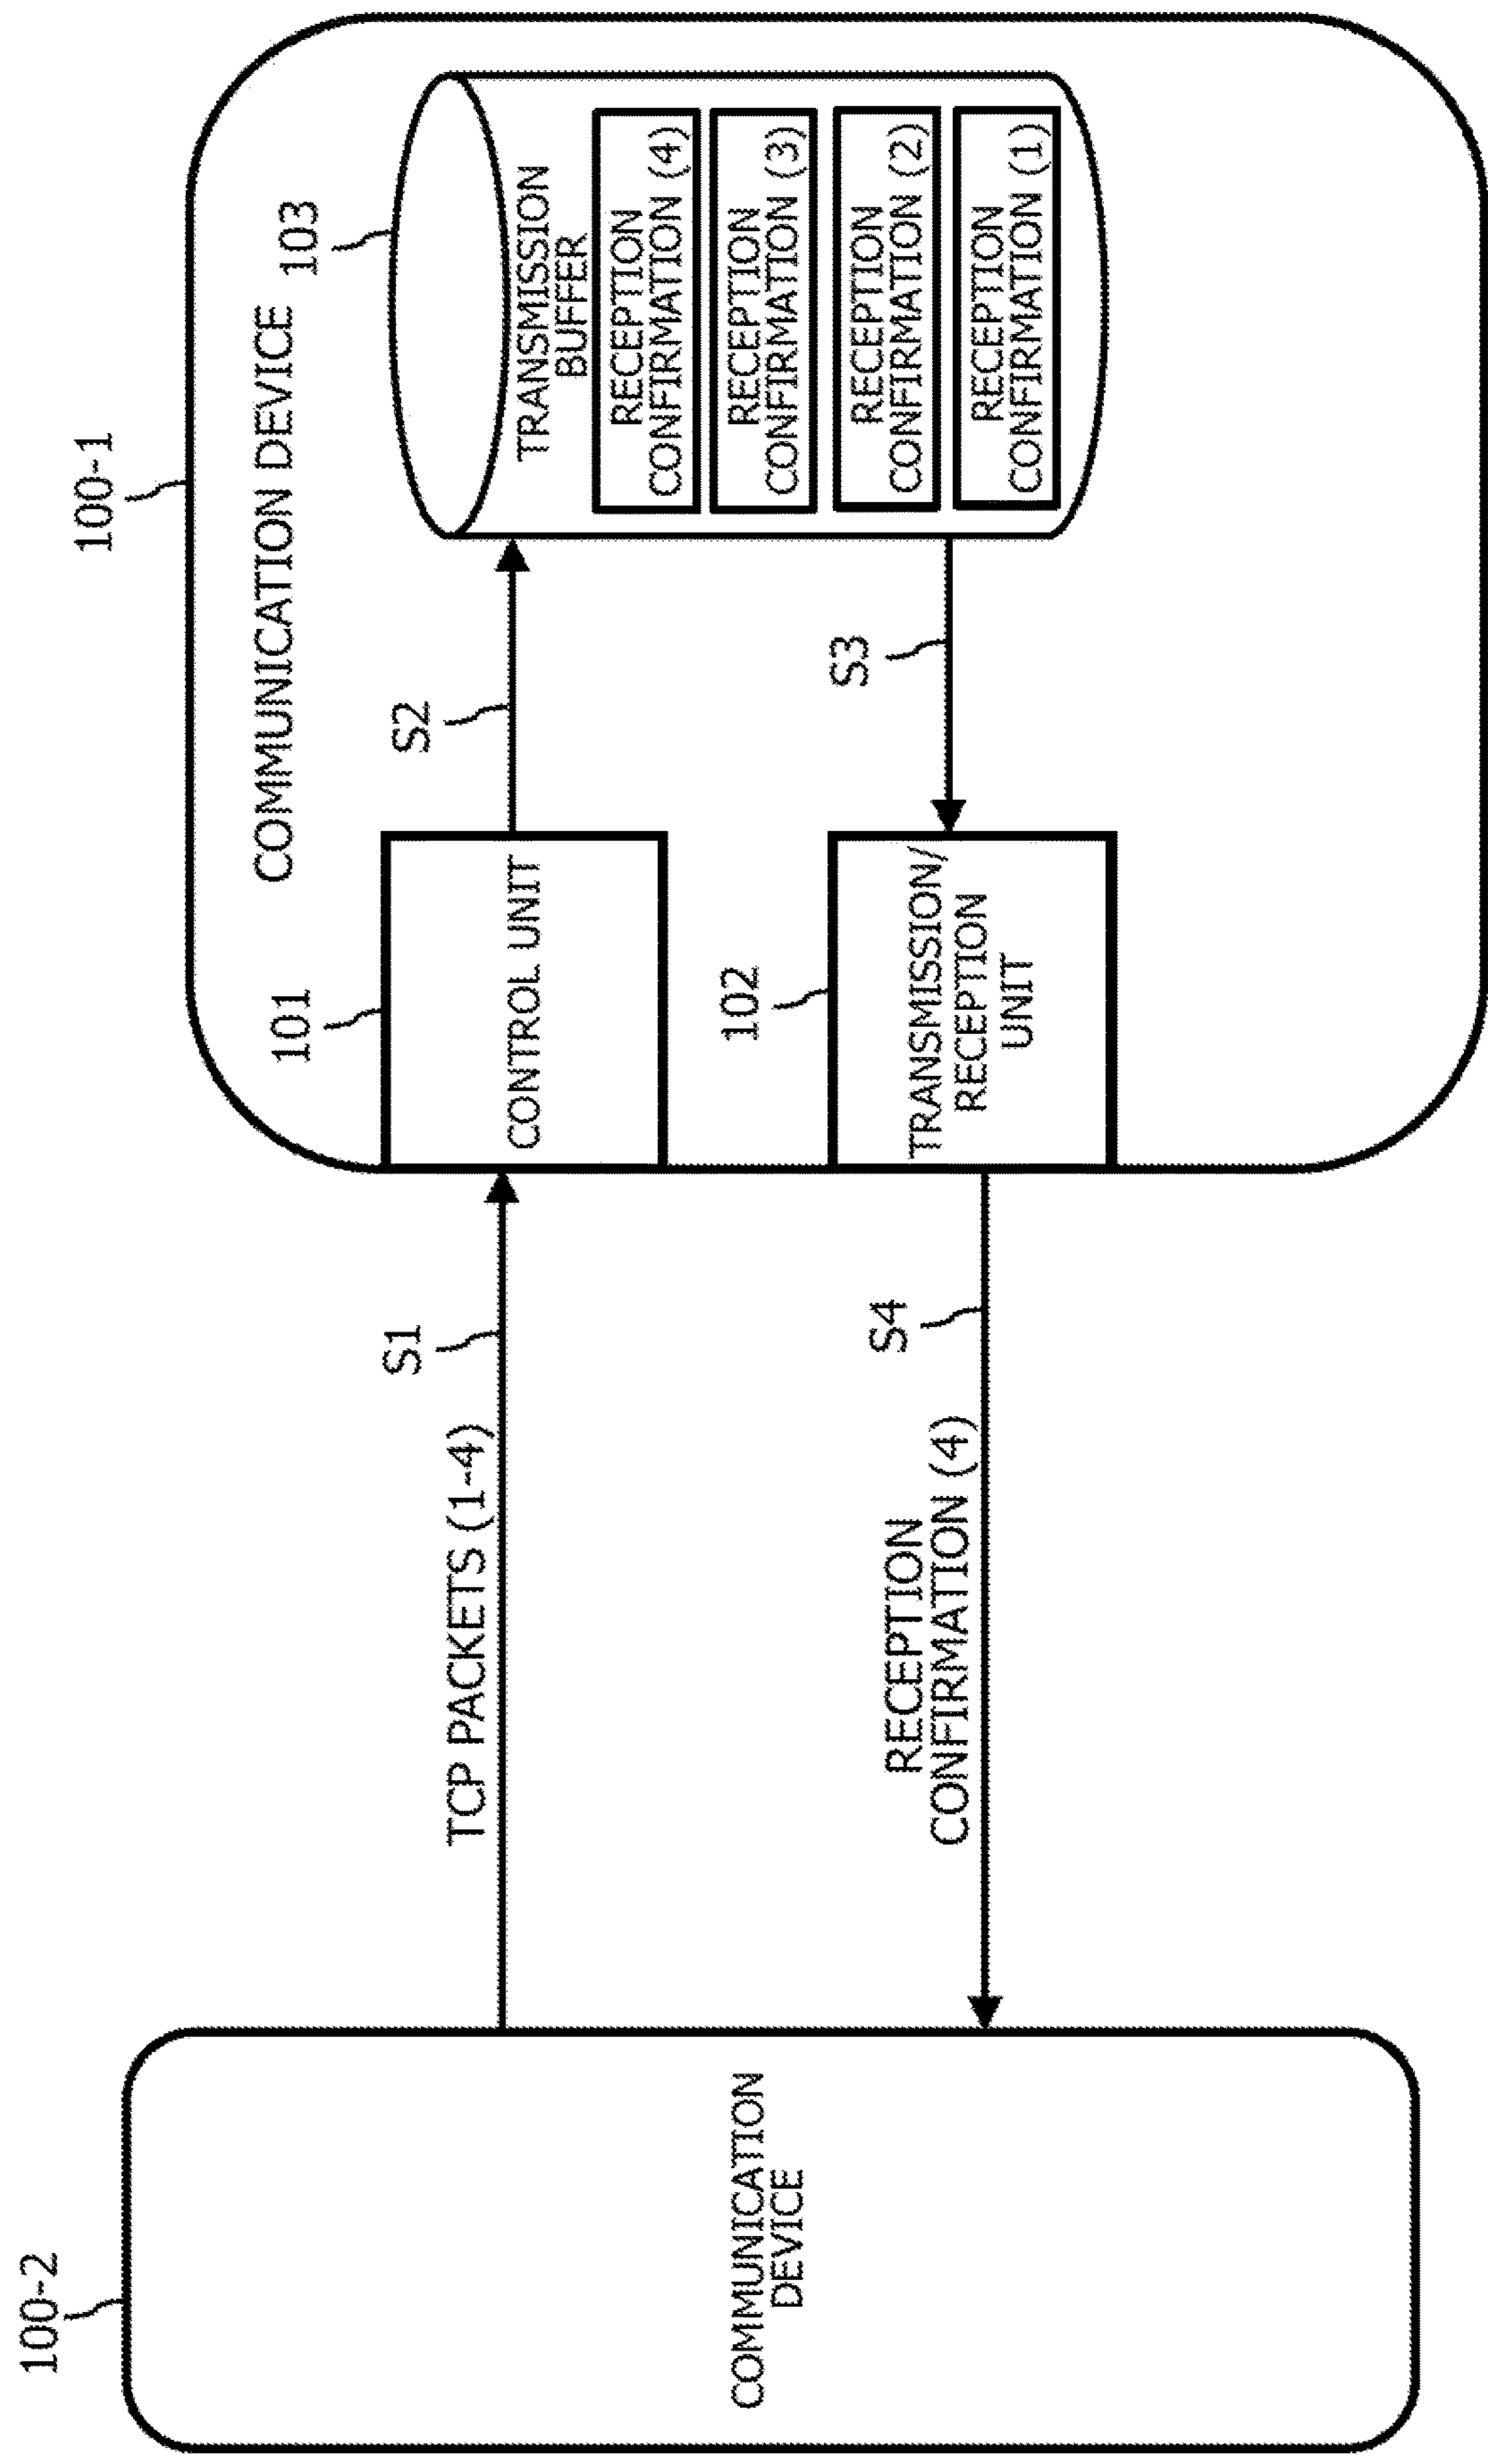 100-2
COMMUNICATION
DEVICE
TCP PACKETS (1-4)
S1
RECEPTION
CONFIRMATION (4)
S4
100-1
COMMUNICATION DEVICE
101
CONTROL UNIT
102
TRANSMISSION/
RECEPTION
UNIT
S2
S3
103
TRANSMISSION
BUFFER
RECEPTION
CONFIRMATION (4)
RECEPTION
CONFIRMATION (3)
RECEPTION
CONFIRMATION (2)
RECEPTION
CONFIRMATION (1)